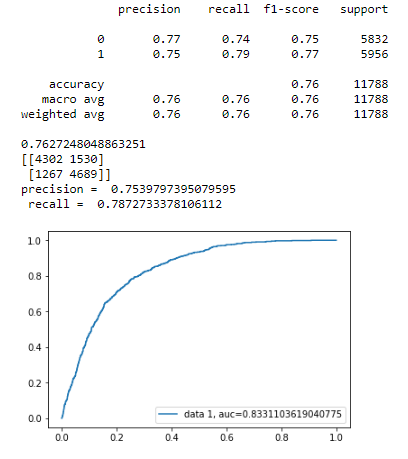 precision recall f1-score support
0 0.77 0.74 0.75 5832
1 0.75 0.79 0.77 5956
accuracy 0.76 11788
macro avg 0.76 0.76 0.76 11788
weighted avg 0.76 0.76 0.76 11788
0.7627248048863251
[[4302 1530]
[1267 4689]]
precision = 0.7539797395079595
recall = 0.7872733378106112
1.0
0.8
0.6
0.4
0.2
0.0
data 1, auc=0.8331103619040775
0.0 0.2 0.4 0.6 0.8 1.0